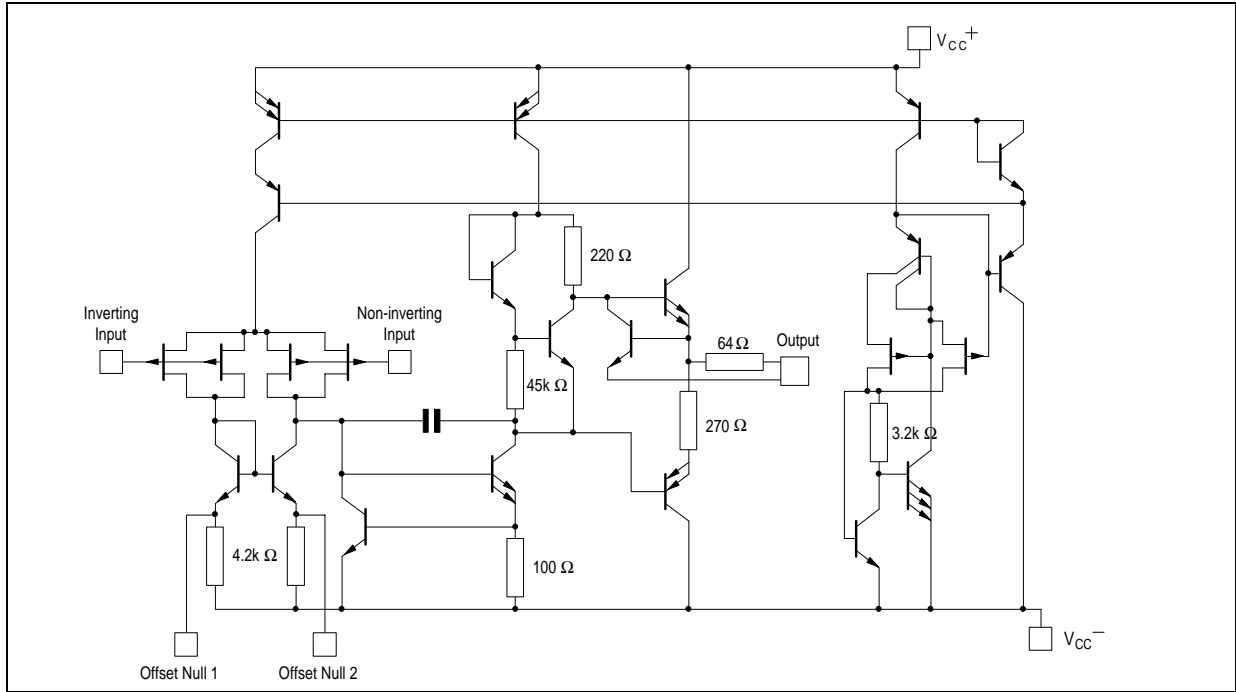 VCC+
220 Ω
Inverting
Input
Non-inverting
Input
64 Ω
Output
45k Ω
270 Ω
3.2k Ω
4.2k Ω
100 Ω
VCC−
Offset Null 1
Offset Null 2